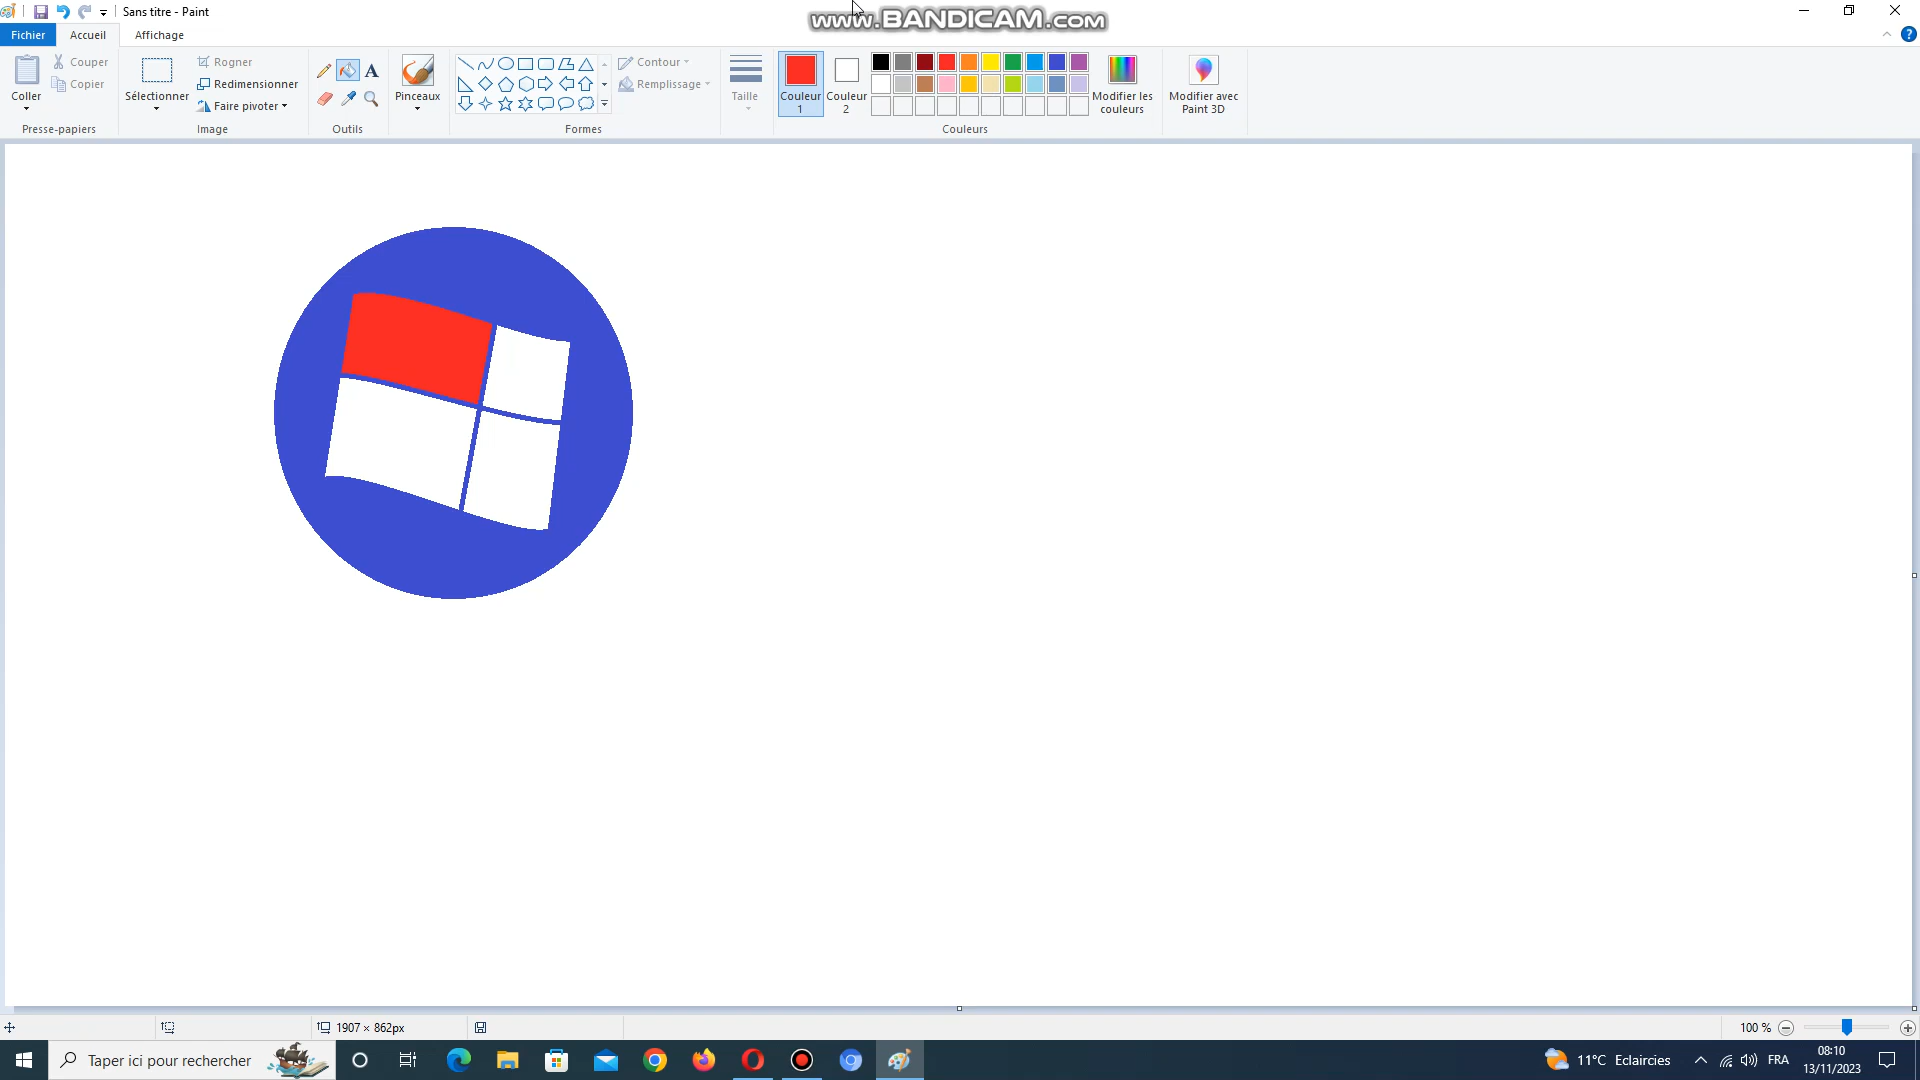 Sans titre - Paint
www.BANDICAM.com
Fichier
Accueil
Affichage
Coller
Couper
Copier
Presse-papiers
Sélectionner
Rogner
Redimensionner
Faire pivoter
Image
A
Outils
Pinceaux
Contour
Remplissage
Formes
Taille
Couleur 1
Couleur 2
Couleurs
Modifier les couleurs
Modifier avec Paint 3D
1907 × 862px
100 %
Taper ici pour rechercher
11°C Eclaircies
FRA
08:10
13/11/2023